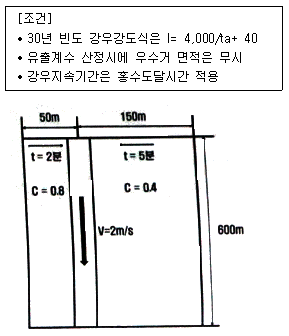 [조건]
• 30년 빈도 강우강도식은 I= 4,000/ta+ 40
• 유출계수 산정시에 우수거 면적은 무시
• 강우지속기간은 홍수도달시간 적용
50m 150m
t = 2분 t = 5분
C = 0.8 C = 0.4
V=2m/s
600m